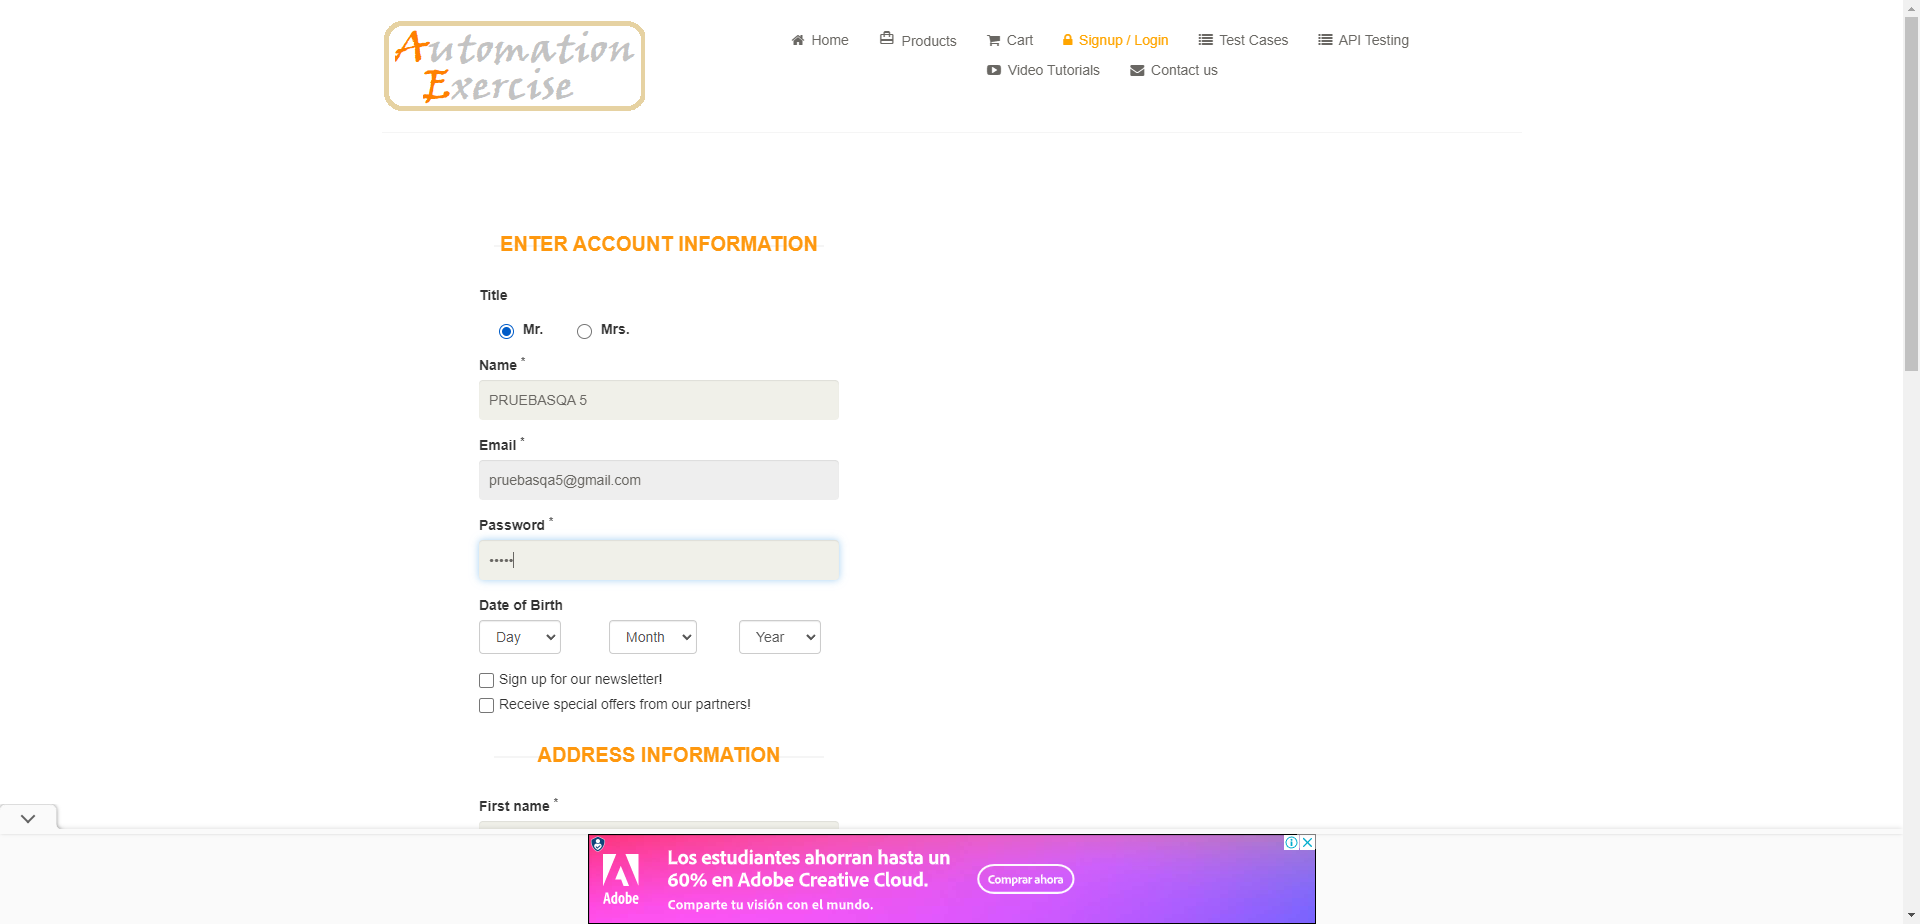 Automation
Exercise
Home
Products
Cart
Signup / Login
Test Cases
API Testing
Video Tutorials
Contact us
ENTER ACCOUNT INFORMATION
Title
Mr.
Mrs.
Name *
PRUEBASQA 5
Email *
pruebasqa5@gmail.com
Password *
•••••
Date of Birth
Day
Month
Year
Sign up for our newsletter!
Receive special offers from our partners!
ADDRESS INFORMATION
First name *
Adobe
Los estudiantes ahorran hasta un
60% en Adobe Creative Cloud.
Comparte tu visión con el mundo.
Comprar ahora